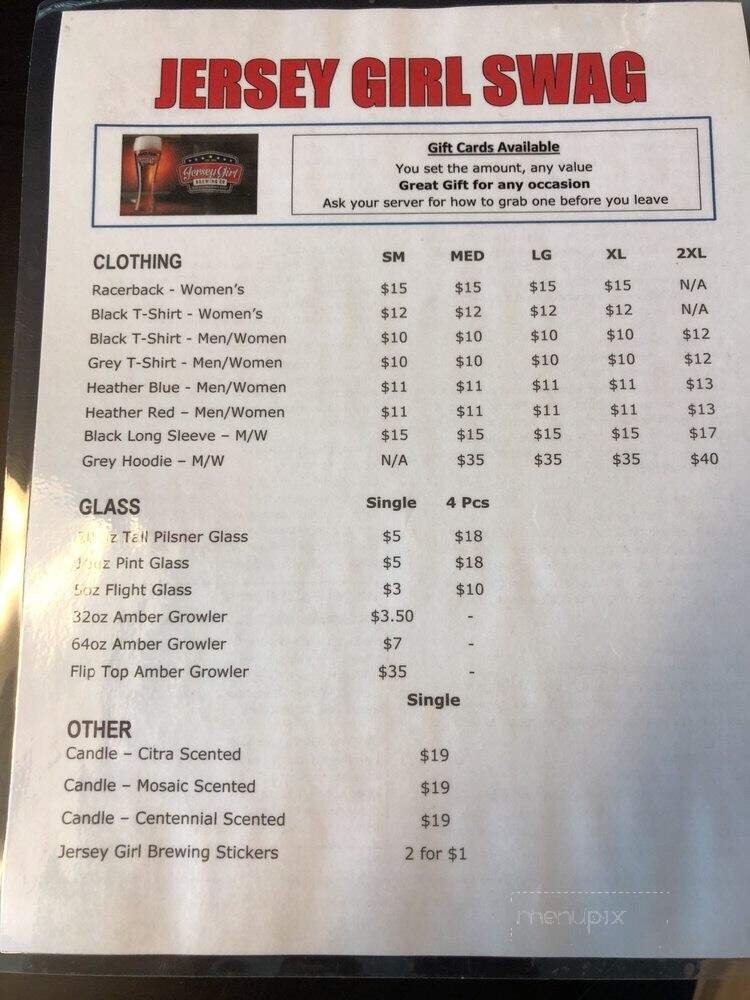 JERSEY GIRL SWAG
Jersey Girl
BREWING CO
Gift Cards Available
You set the amount, any value
Great Gift for any occasion
Ask your server for how to grab one before you leave
CLOTHING SM MED LG XL 2XL
Racerback - Women's $15 $15 $15 $15 N/A
Black T-Shirt - Women's $12 $12 $12 $12 N/A
Black T-Shirt - Men/Women $10 $10 $10 $10 $12
Grey T-Shirt - Men/Women $10 $10 $10 $10 $12
Heather Blue - Men/Women $11 $11 $11 $11 $13
Heather Red – Men/Women $11 $11 $11 $11 $13
Black Long Sleeve – M/W $15 $15 $15 $15 $17
Grey Hoodie – M/W N/A $35 $35 $35 $40
GLASS Single 4 Pcs
Tall Pilsner Glass $5 $18
Pint Glass $5 $18
5oz Flight Glass $3 $10
32oz Amber Growler $3.50 -
64oz Amber Growler $7 -
Flip Top Amber Growler $35 -
Single
OTHER
Candle – Citra Scented $19
Candle – Mosaic Scented $19
Candle – Centennial Scented $19
Jersey Girl Brewing Stickers 2 for $1
menupix